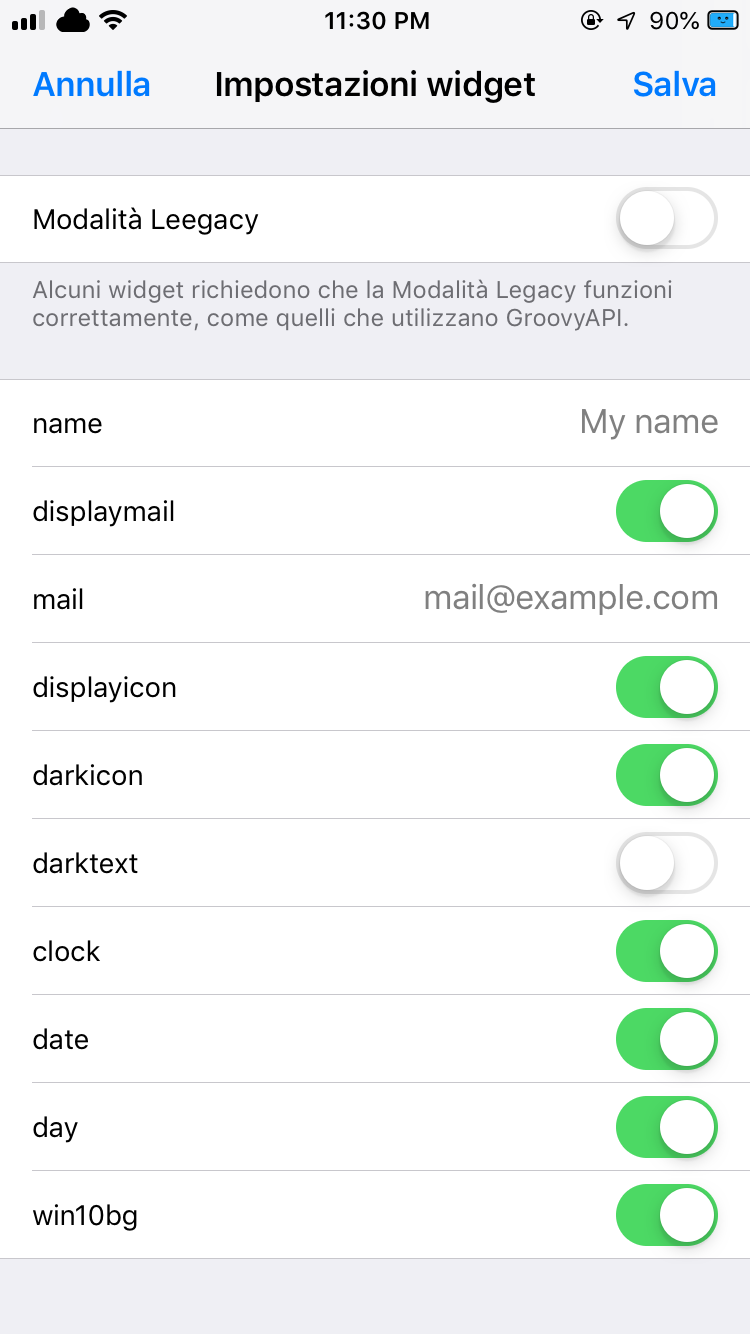 11:30 PM 90%
Annulla Impostazioni widget Salva
Modalità Leegacy
Alcuni widget richiedono che la Modalità Legacy funzioni
correttamente, come quelli che utilizzano GroovyAPI.
name My name
displaymail
mail mail@example.com
displayicon
darkicon
darktext
clock
date
day
win10bg